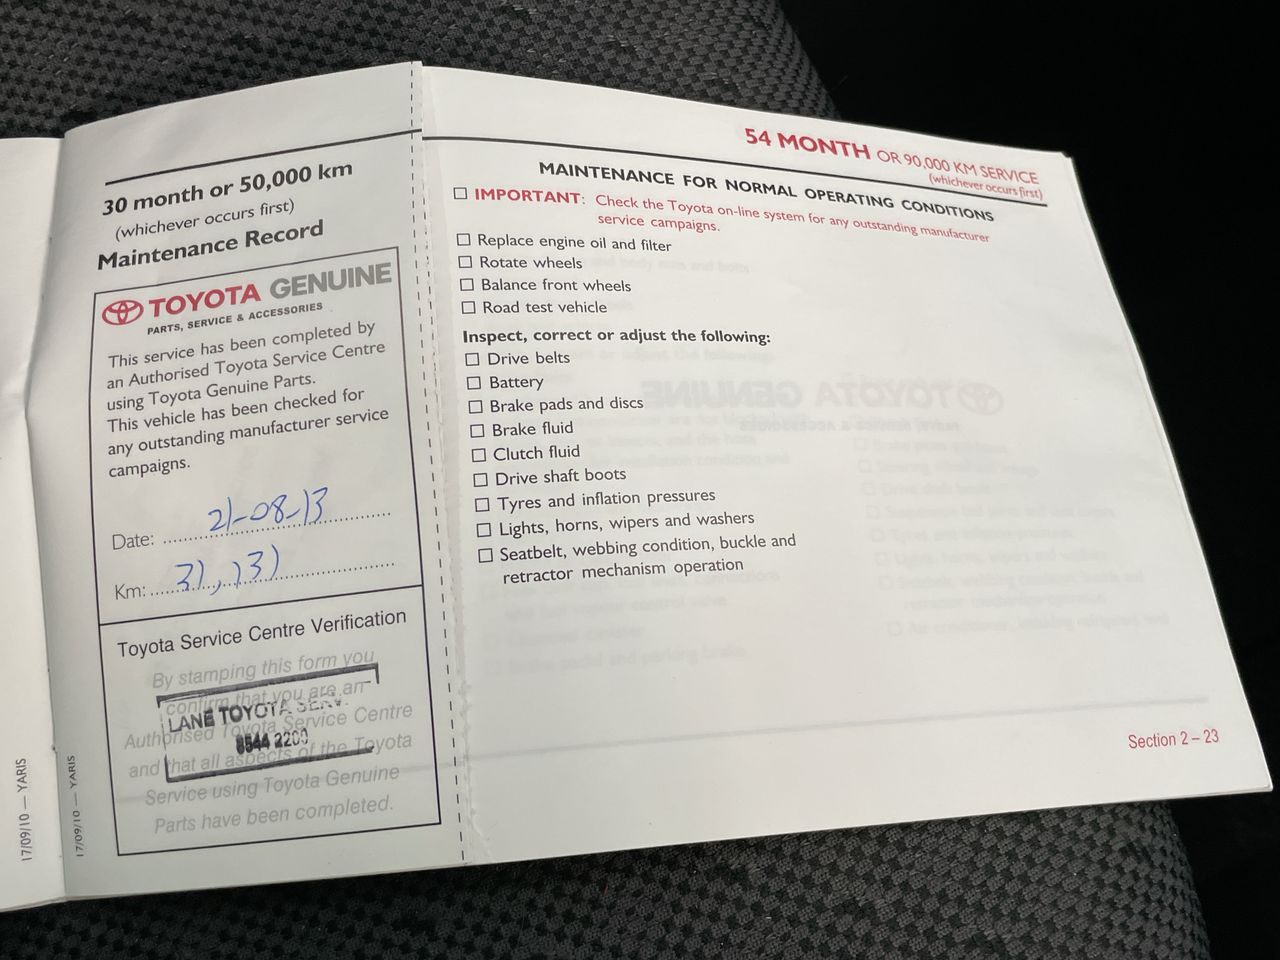 30 month or 50,000 km
(whichever occurs first)
Maintenance Record
TOYOTA GENUINE
PARTS, SERVICE & ACCESSORIES
This service has been completed by
an Authorised Toyota Service Centre
using Toyota Genuine Parts.
This vehicle has been checked for
any outstanding manufacturer service
campaigns.
Date: 21-08-13
Km: 31,131
Toyota Service Centre Verification
By stamping this form you
confirm that you are an
Authorised Toyota Service Centre
and that all aspects of the Toyota
Service using Toyota Genuine
Parts have been completed.
LANE TOYOTA SERV.
8544 2200
17/09/10 — YARIS
17/09/10 — YARIS
54 MONTH OR 90,000 KM SERVICE
(whichever occurs first)
MAINTENANCE FOR NORMAL OPERATING CONDITIONS
IMPORTANT: Check the Toyota on-line system for any outstanding manufacturer
service campaigns.
Replace engine oil and filter
Rotate wheels
Balance front wheels
Road test vehicle
Inspect, correct or adjust the following:
Drive belts
Battery
Brake pads and discs
Brake fluid
Clutch fluid
Drive shaft boots
Tyres and inflation pressures
Lights, horns, wipers and washers
Seatbelt, webbing condition, buckle and
retractor mechanism operation
Section 2 – 23